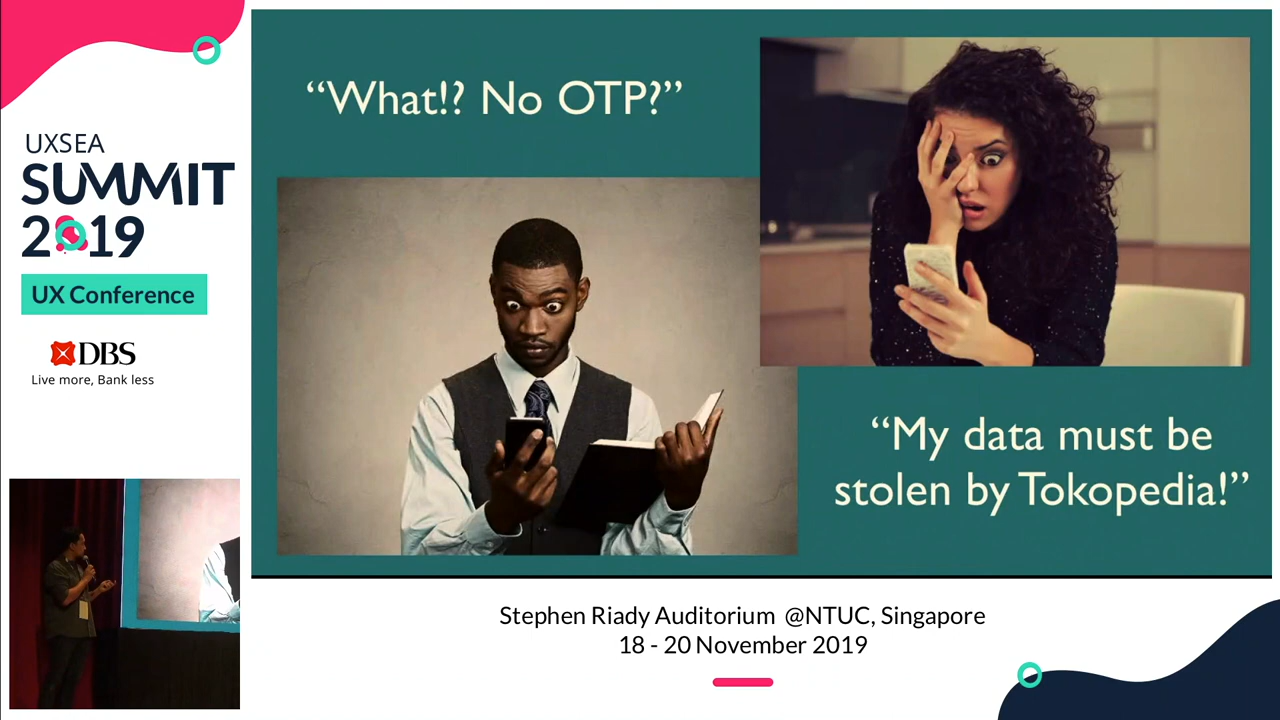 UXSEA
SUMMIT
2019
UX Conference
DBS
Live more, Bank less
“What!? No OTP?”
“My data must be
stolen by Tokopedia!”
Stephen Riady Auditorium @NTUC, Singapore
18 - 20 November 2019